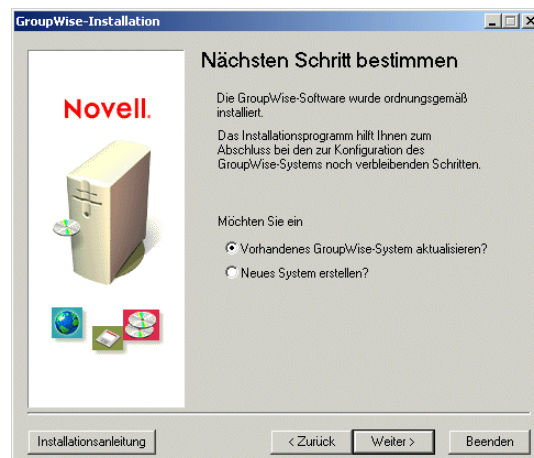 GroupWise-Installation
Nächsten Schritt bestimmen
Novell.
Die GroupWise-Software wurde ordnungsgemäß
installiert.
Das Installationsprogramm hilft Ihnen zum
Abschluss bei den zur Konfiguration des
GroupWise-Systems noch verbleibenden Schritten.
Möchten Sie ein
Vorhandenes GroupWise-System aktualisieren?
Neues System erstellen?
Installationsanleitung
< Zurück
Weiter >
Beenden